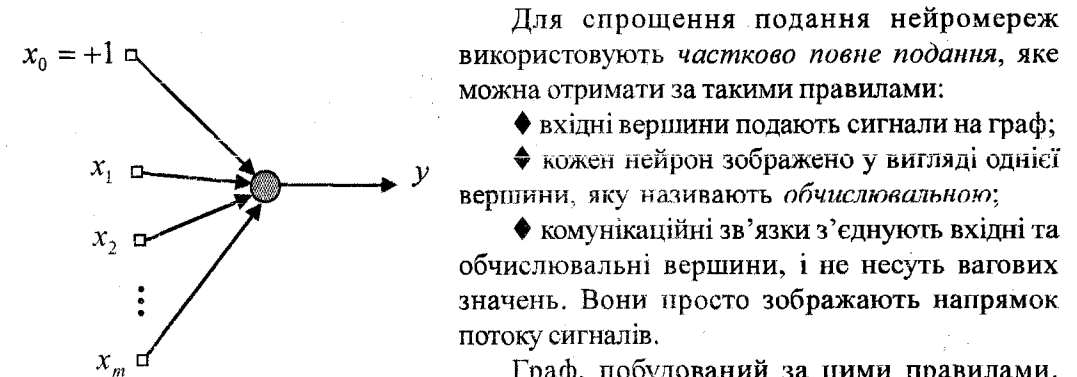 x₀ = +1
x₁
x₂
xₘ
y
Для спрощення подання нейромереж
використовують частково повне подання, яке
можна отримати за такими правилами:
♦ вхідні вершини подають сигнали на граф;
♦ кожен нейрон зображено у вигляді однієї
вершини, яку називають обчислювальною;
♦ комунікаційні зв’язки з’єднують вхідні та
обчислювальні вершини, і не несуть вагових
значень. Вони просто зображають напрямок
потоку сигналів.
Граф, побудований за цими правилами,